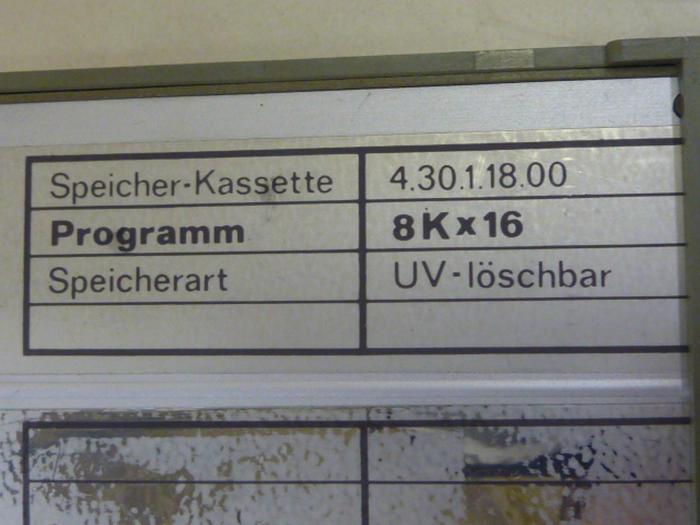 Speicher-Kassette 4.30.1.18.00
Programm 8Kx16
Speicherart UV-löschbar